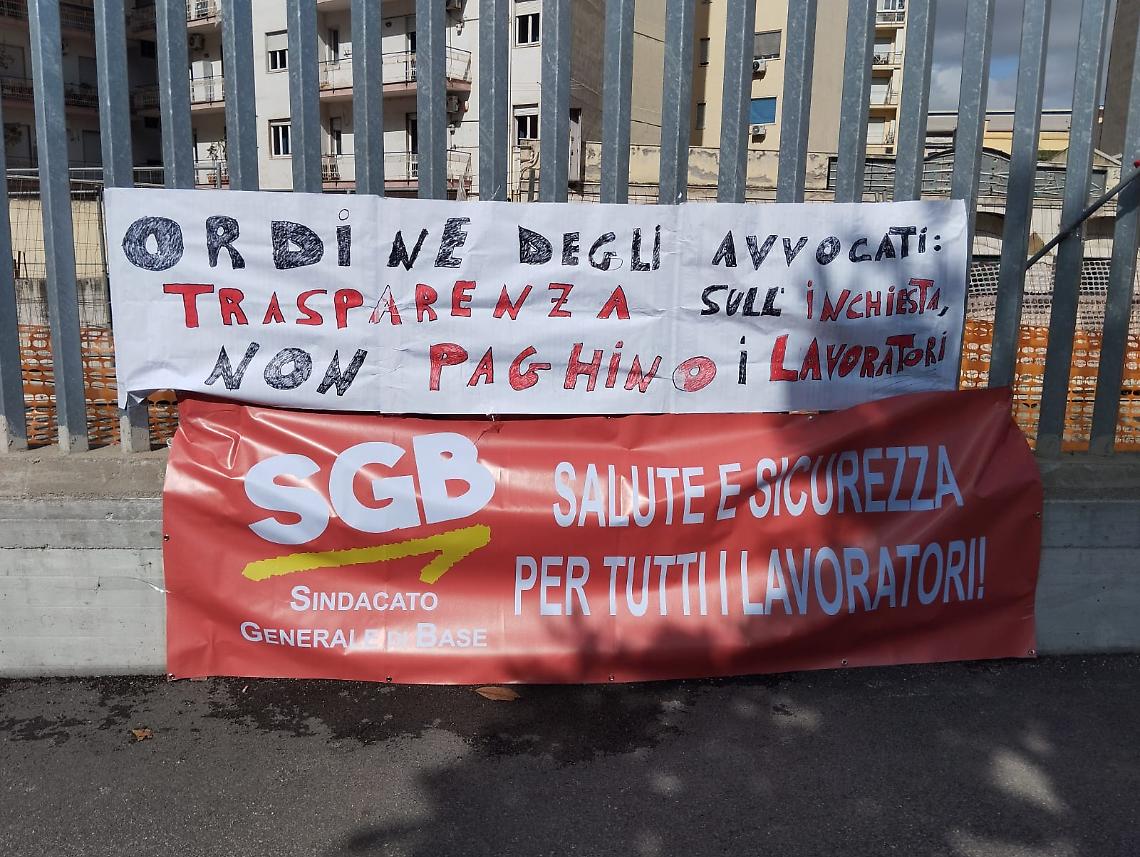 ORDiNE DEGLi AVVOCATi:
TRASPARENZA SULL' iNCHiESTA,
NON PAGHiNO i LAVORATORi
SGB
SINDACATO
GENERALE DI BASE
SALUTE E SICUREZZA
PER TUTTI I LAVORATORI!